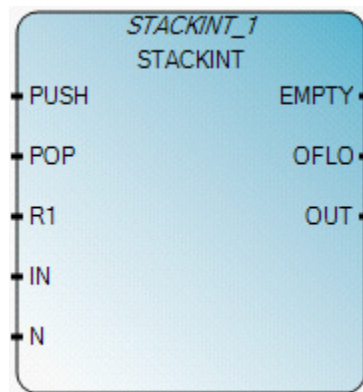 STACKINT_1
STACKINT
PUSH EMPTY
POP OFLO
R1 OUT
IN
N